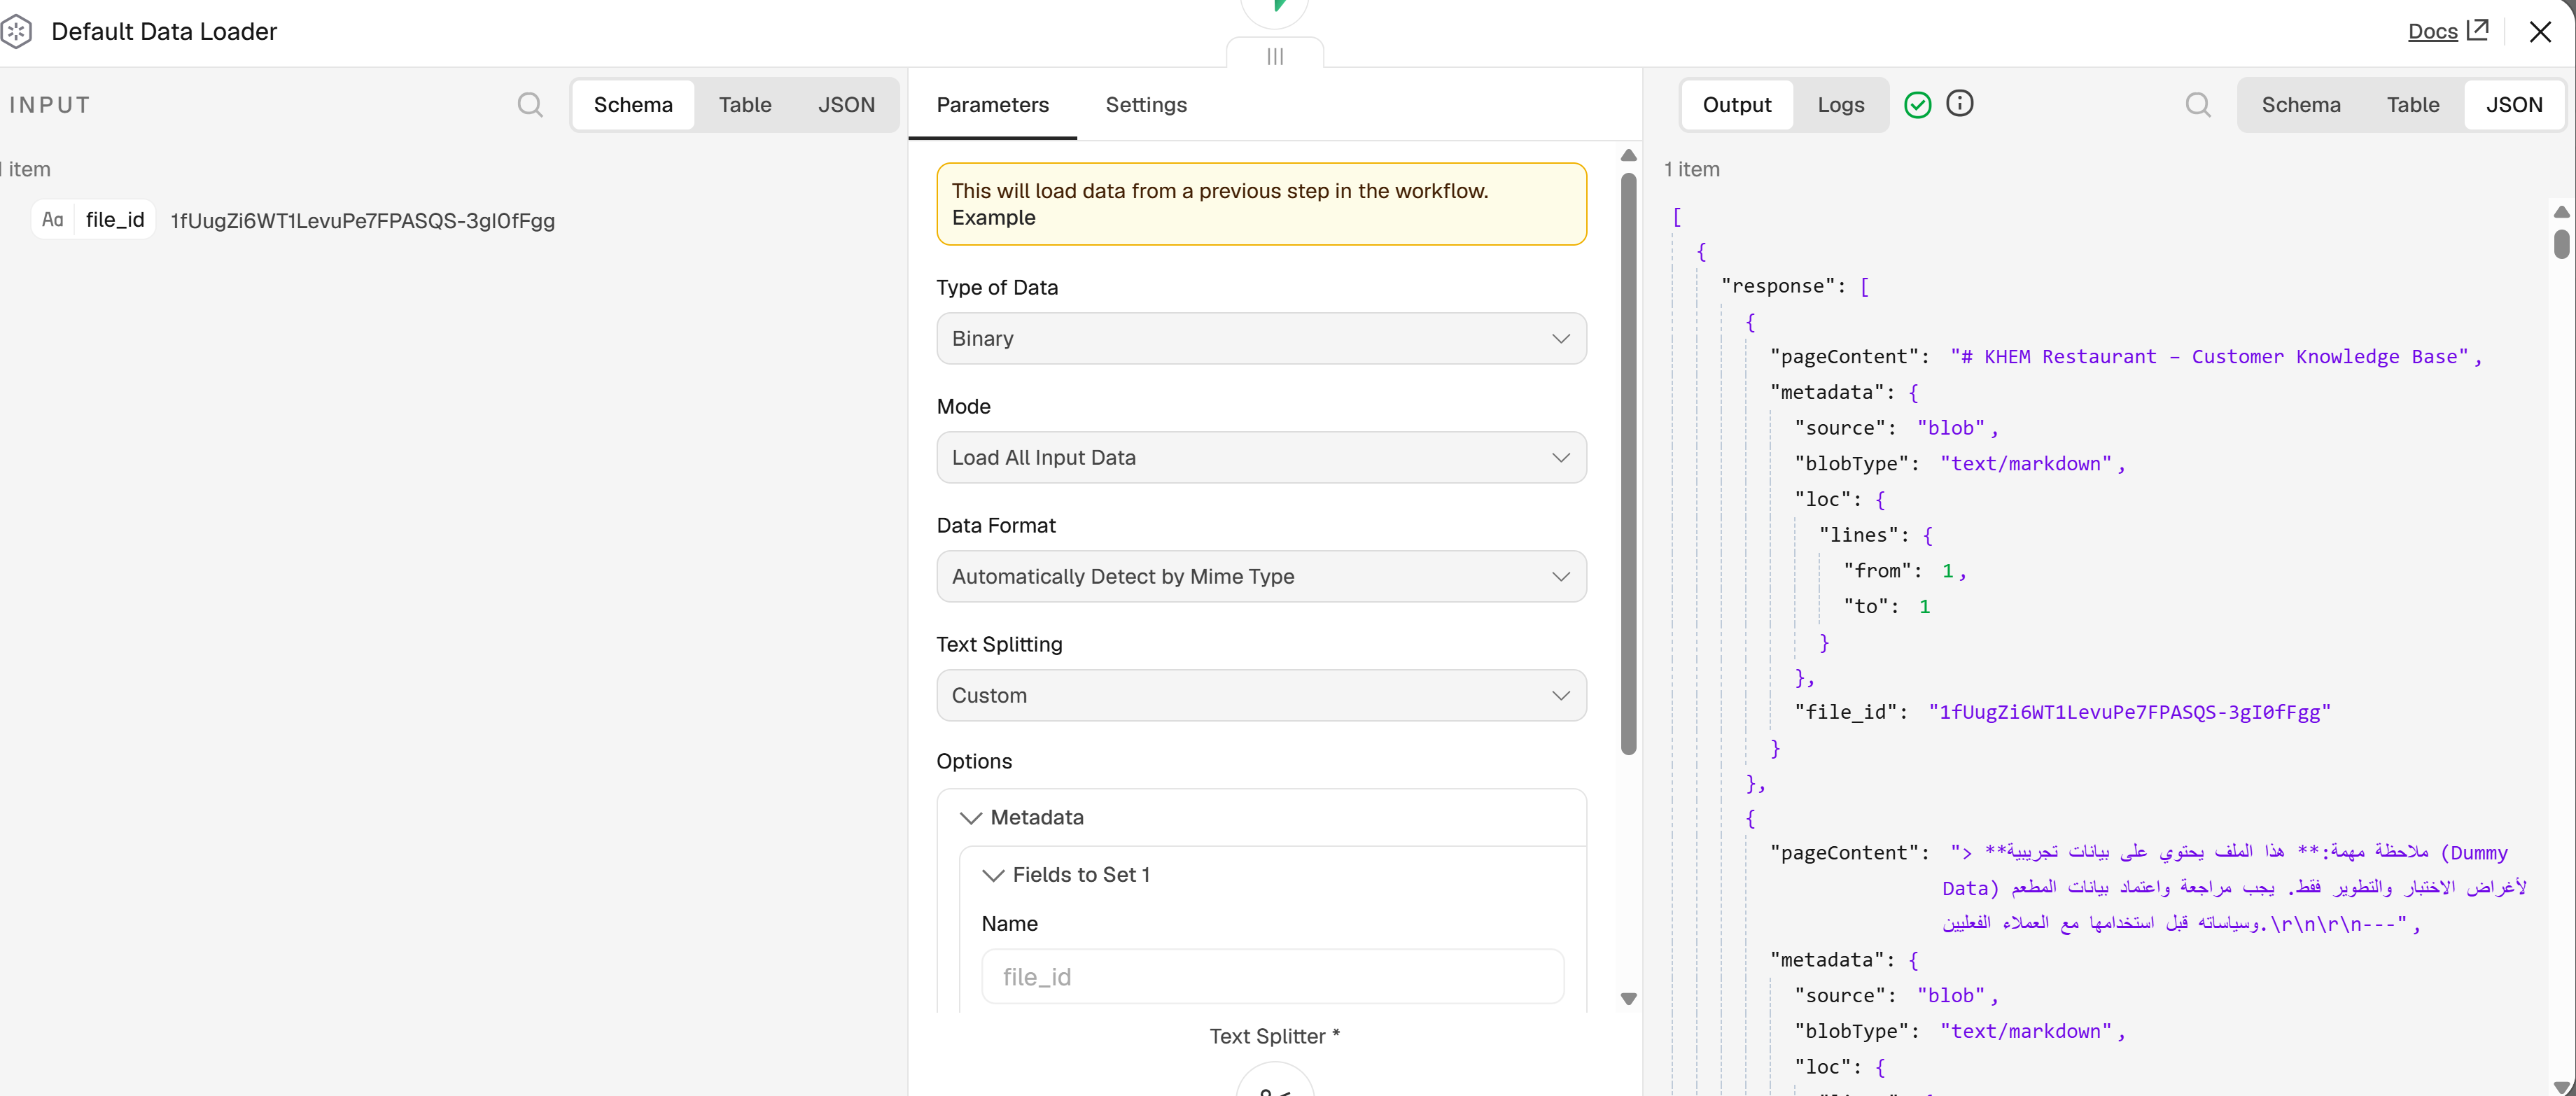 Default Data Loader
Docs
INPUT
Schema
Table
JSON
1 item
Aa file_id 1fUugZi6WT1LevuPe7FPASQS-3gI0fFgg
Parameters
Settings
This will load data from a previous step in the workflow.
Example
Type of Data
Binary
Mode
Load All Input Data
Data Format
Automatically Detect by Mime Type
Text Splitting
Custom
Options
Metadata
Fields to Set 1
Name
file_id
Text Splitter *
Output
Logs
Schema
Table
JSON
1 item
[
{
"response": [
{
"pageContent": "# KHEM Restaurant – Customer Knowledge Base",
"metadata": {
"source": "blob",
"blobType": "text/markdown",
"loc": {
"lines": {
"from": 1,
"to": 1
}
},
"file_id": "1fUugZi6WT1LevuPe7FPASQS-3gI0fFgg"
}
},
{
"pageContent": "> **ملاحظة مهمة:** هذا الملف يحتوي على بيانات تجريبية (Dummy
Data) لأغراض الاختبار والتطوير فقط. يجب مراجعة واعتماد بيانات المطعم
وسياساته قبل استخدامها مع العملاء الفعليين.\r\n\r\n---",
"metadata": {
"source": "blob",
"blobType": "text/markdown",
"loc": {